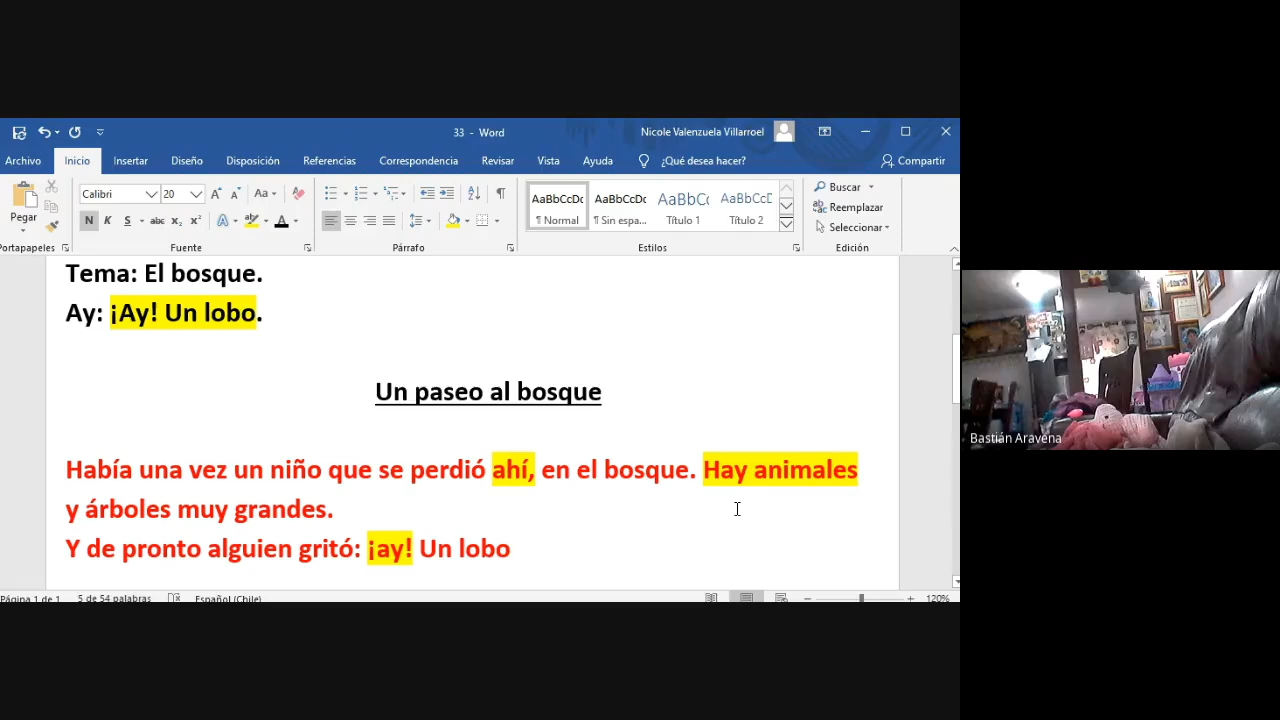 33 - Word
Nicole Valenzuela Villarroel
Archivo Inicio Insertar Diseño Disposición Referencias Correspondencia Revisar Vista Ayuda ¿Qué desea hacer? Compartir
Pegar
Calibri 20
AaBbCcDc AaBbCcDc AaBbC AaBbCcD
¶ Normal ¶ Sin espa... Título 1 Título 2
Buscar
Reemplazar
Seleccionar
Portapapeles Fuente Párrafo Estilos Edición
Tema: El bosque.
Ay: ¡Ay! Un lobo.
Un paseo al bosque
Había una vez un niño que se perdió ahí, en el bosque. Hay animales
y árboles muy grandes.
Y de pronto alguien gritó: ¡ay! Un lobo
Página 1 de 1 5 de 54 palabras Español (Chile) 120%
Bastián Aravena